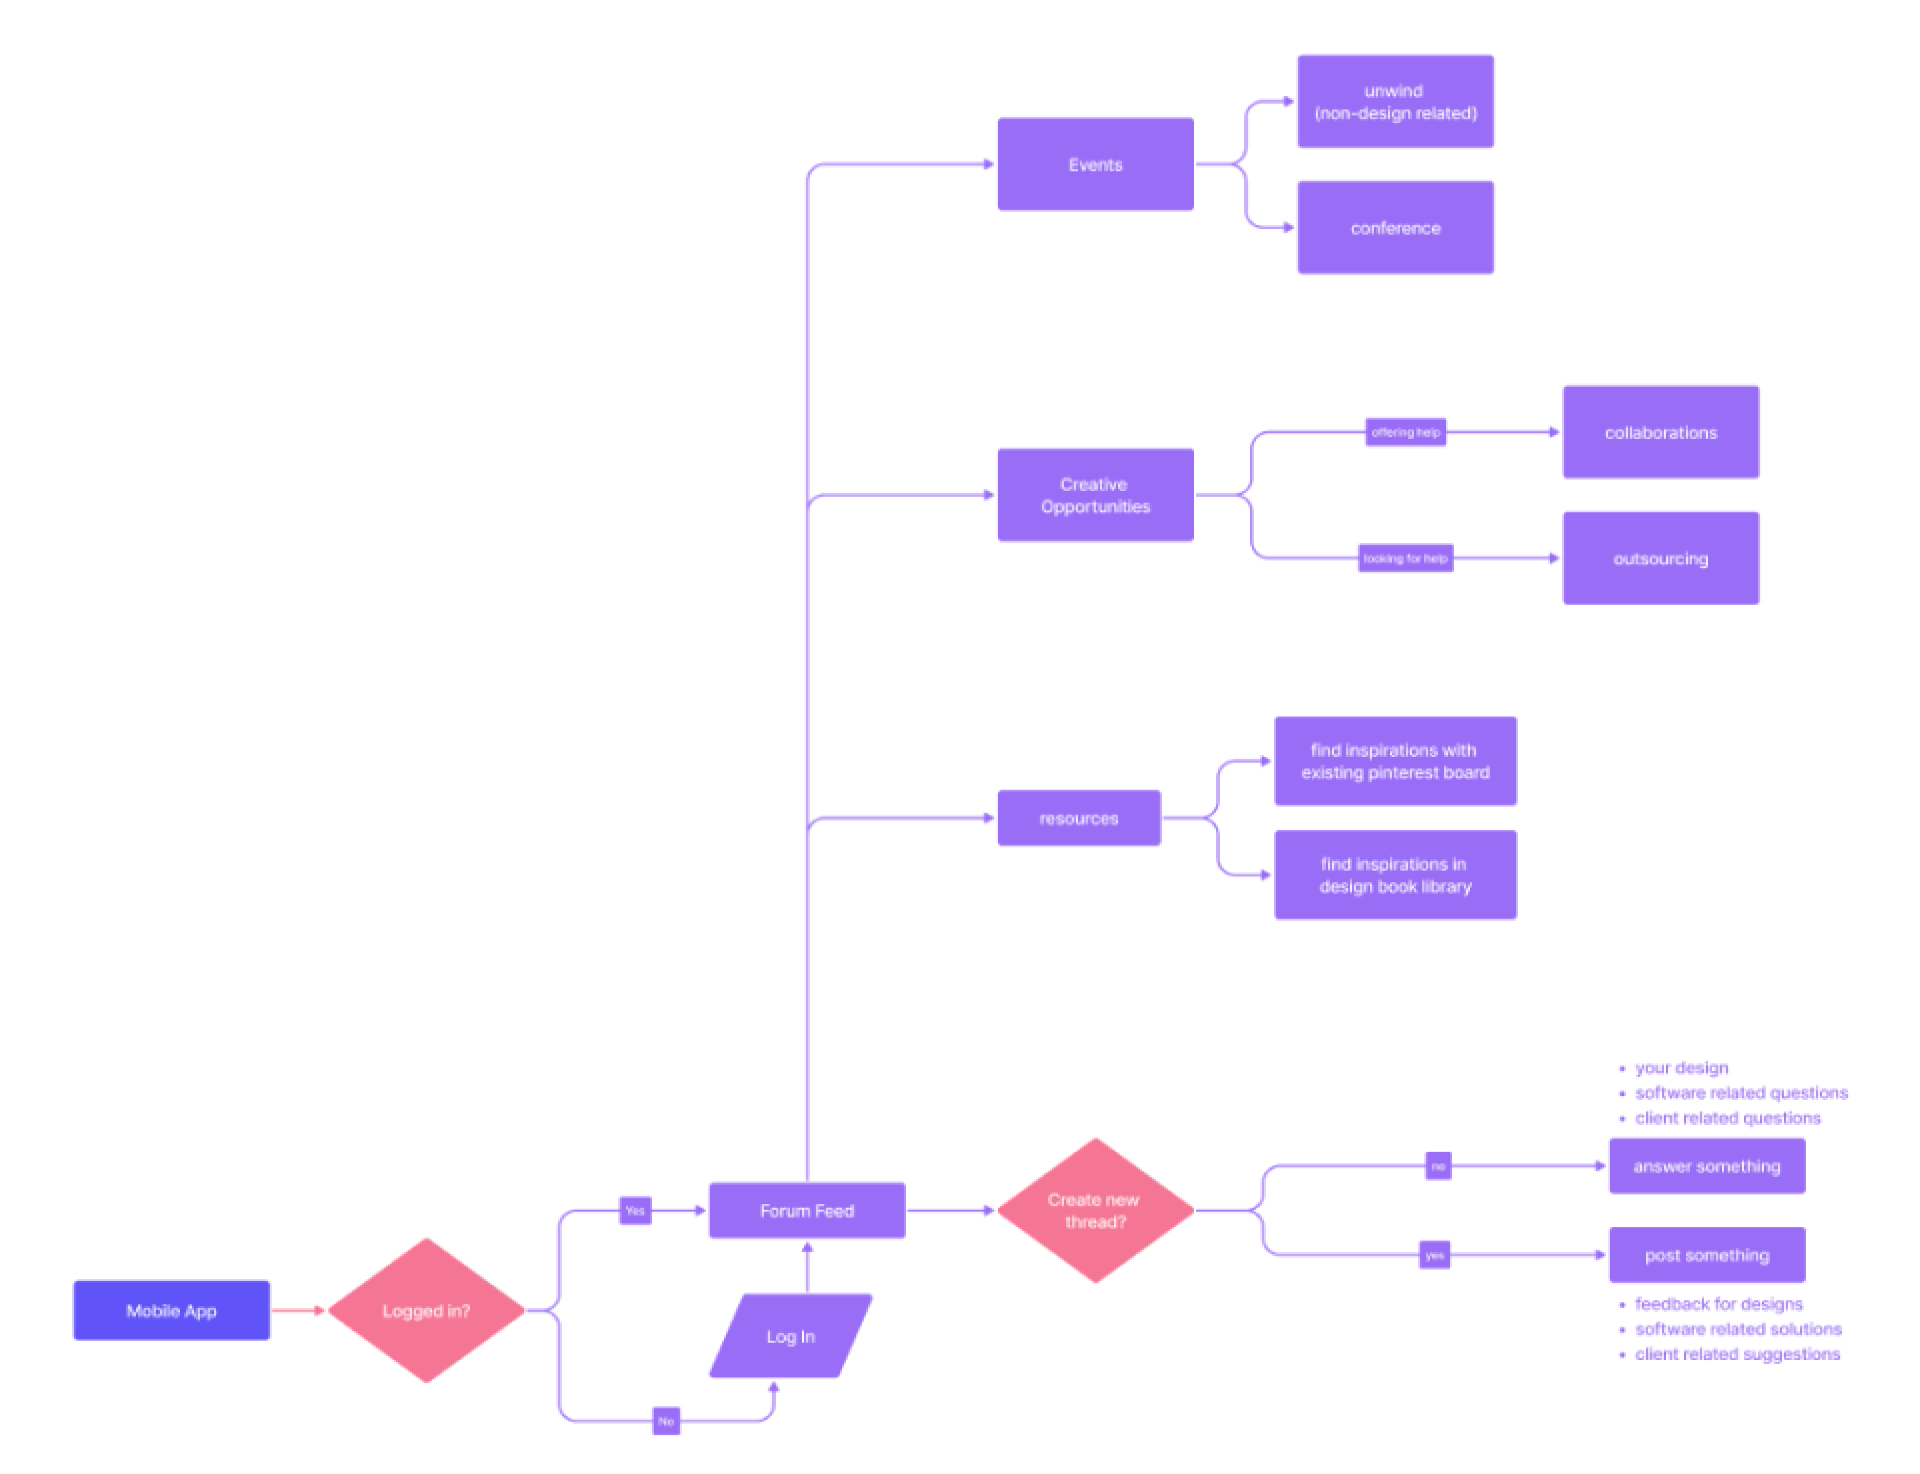 unwind
(non-design related)
Events
conference
offering help
collaborations
Creative
Opportunities
looking for help
outsourcing
find inspirations with
existing pinterest board
resources
find inspirations in
design book library
• your design
• software related questions
• client related questions
no
answer something
Create new
thread?
Yes
Forum Feed
yes
post something
Mobile App
Logged in?
Log In
• feedback for designs
• software related solutions
• client related suggestions
No